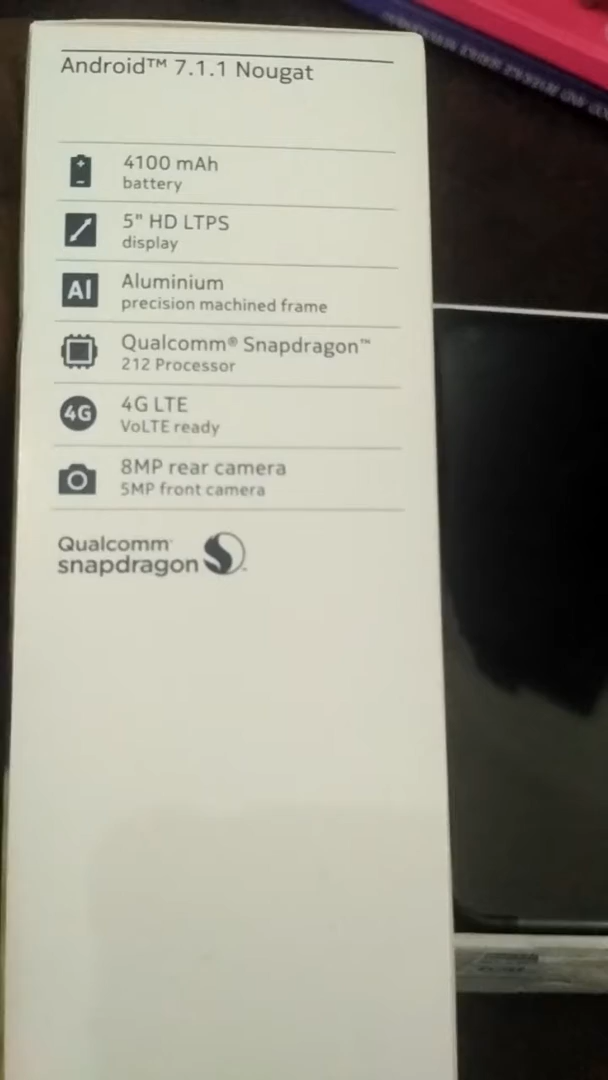 Android™ 7.1.1 Nougat
4100 mAh
battery
5" HD LTPS
display
Al
Aluminium
precision machined frame
Qualcomm® Snapdragon™
212 Processor
4G
4G LTE
VoLTE ready
8MP rear camera
5MP front camera
Qualcomm
snapdragon